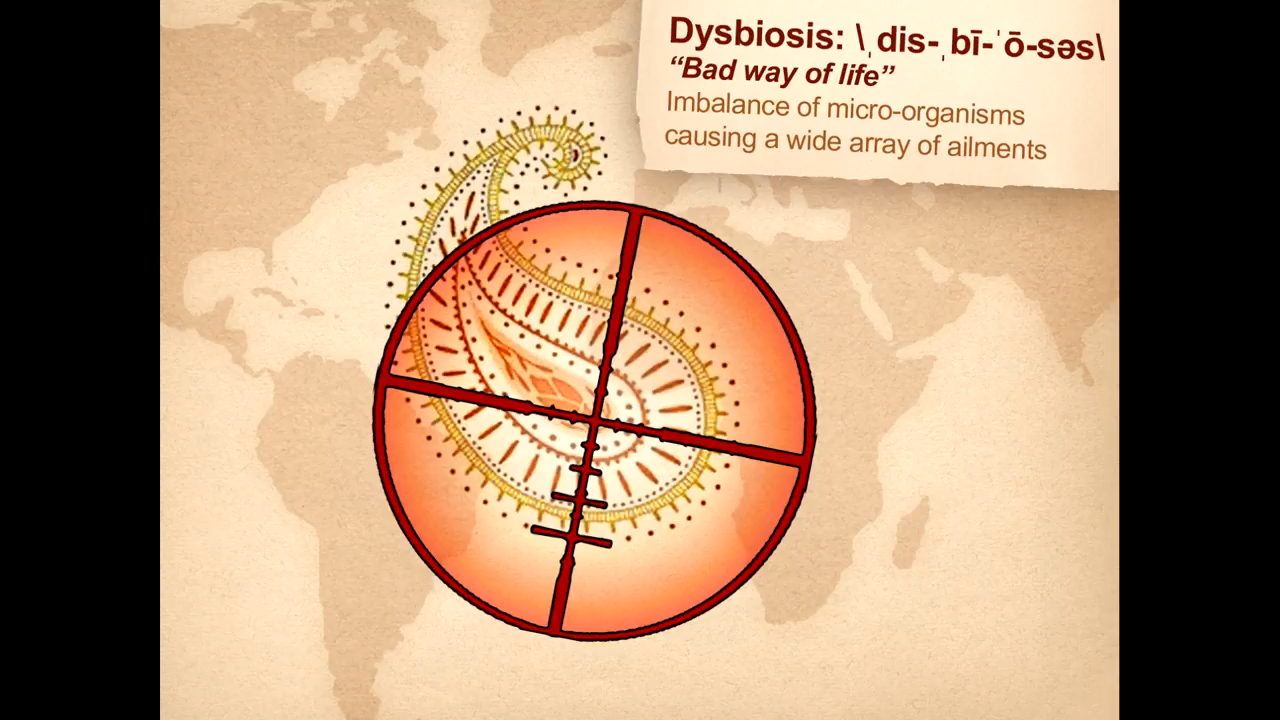 Dysbiosis: \ˌdis-ˌbī-ˈō-səs\
“Bad way of life”
Imbalance of micro-organisms
causing a wide array of ailments